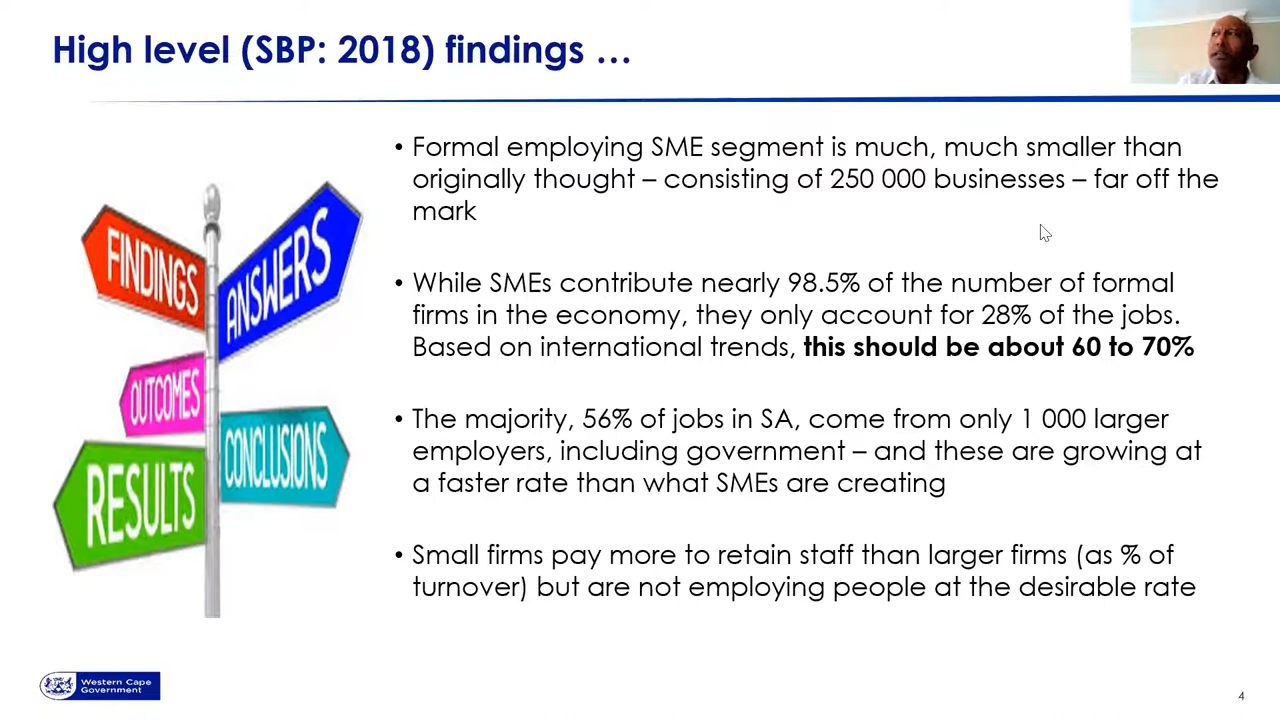 High level (SBP: 2018) findings …
• Formal employing SME segment is much, much smaller than
originally thought – consisting of 250 000 businesses – far off the
mark
• While SMEs contribute nearly 98.5% of the number of formal
firms in the economy, they only account for 28% of the jobs.
Based on international trends, this should be about 60 to 70%
• The majority, 56% of jobs in SA, come from only 1 000 larger
employers, including government – and these are growing at
a faster rate than what SMEs are creating
• Small firms pay more to retain staff than larger firms (as % of
turnover) but are not employing people at the desirable rate
FINDINGS
ANSWERS
OUTCOMES
CONCLUSIONS
RESULTS
Western Cape
Government
4